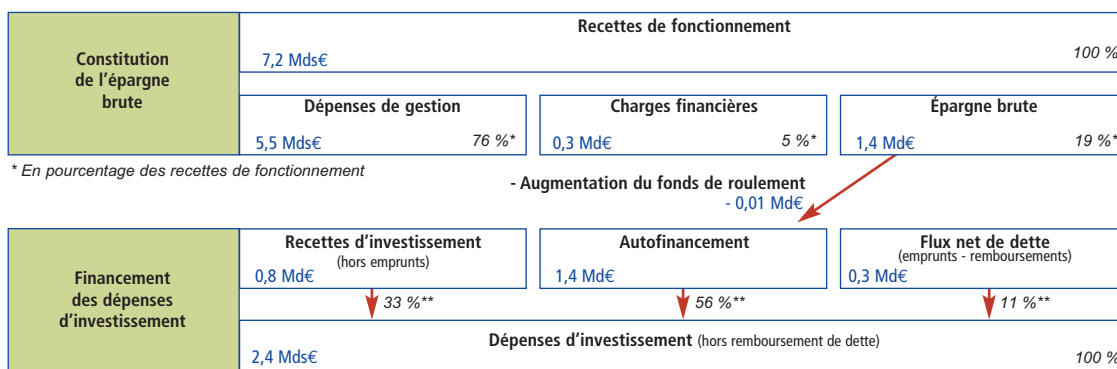 Constitution
de l'épargne
brute
Recettes de fonctionnement
7,2 Mds€ 100 %
Dépenses de gestion
5,5 Mds€ 76 %*
Charges financières
0,3 Md€ 5 %*
Épargne brute
1,4 Md€ 19 %*
* En pourcentage des recettes de fonctionnement
- Augmentation du fonds de roulement
- 0,01 Md€
Financement
des dépenses
d'investissement
Recettes d'investissement
(hors emprunts)
0,8 Md€
33 %**
Autofinancement
1,4 Md€
56 %**
Flux net de dette
(emprunts - remboursements)
0,3 Md€
11 %**
Dépenses d'investissement (hors remboursement de dette)
2,4 Mds€ 100 %